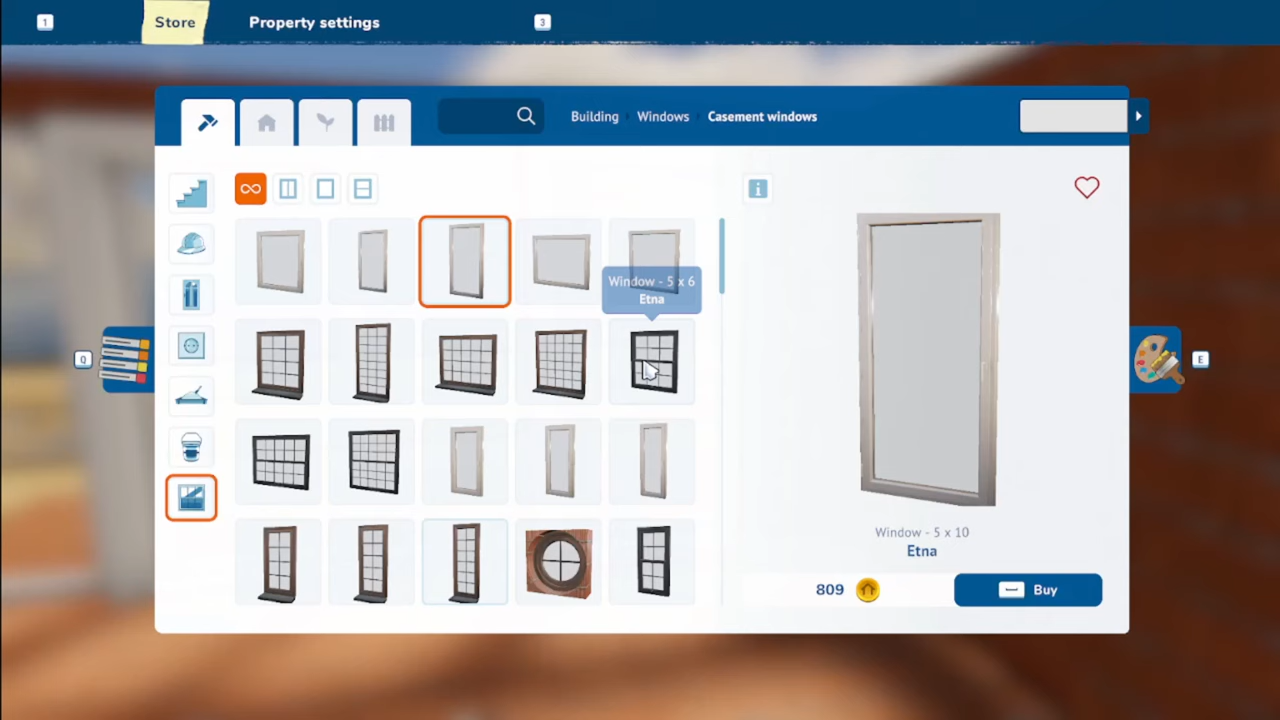 1
Store
Property settings
3
Building
Windows
Casement windows
Window - 5 x 6
Etna
Q
E
Window - 5 x 10
Etna
809
Buy